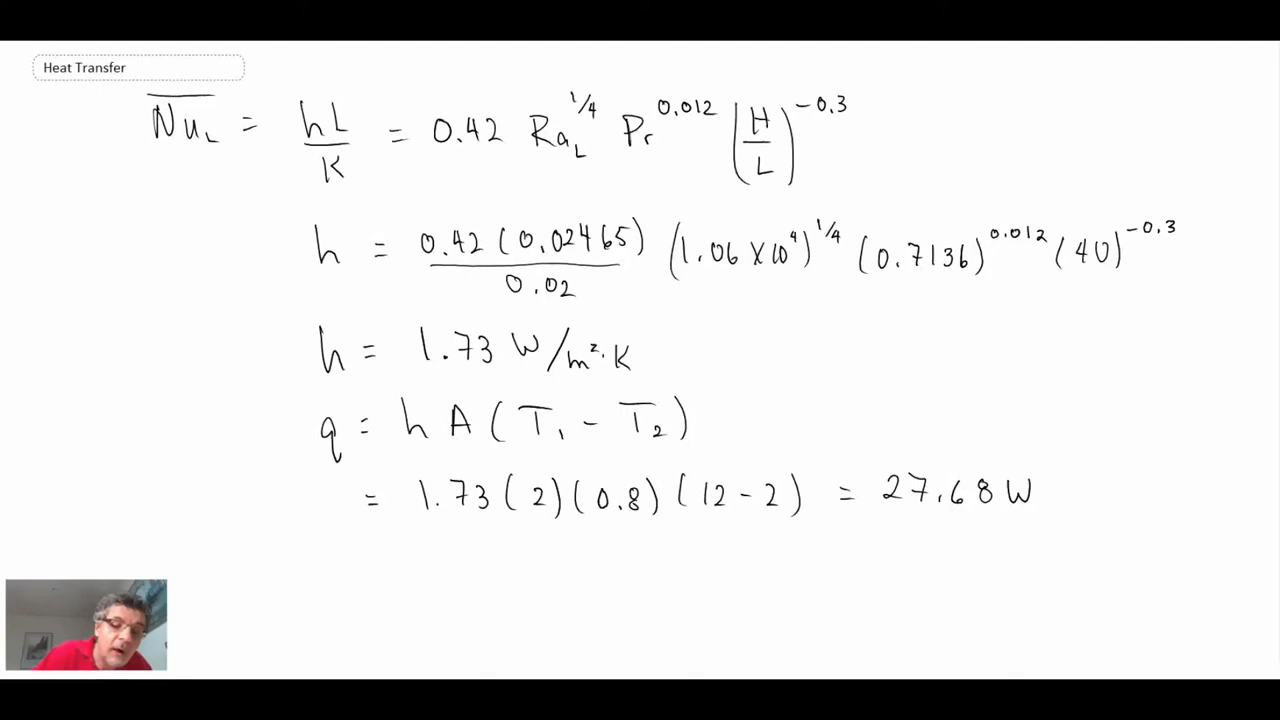 Heat Transfer
N̅u̅_L = hL/K = 0.42 Ra_L^1/4 Pr^0.012 (H/L)^-0.3
h = 0.42(0.02465)/0.02 (1.06×10^4)^1/4 (0.7136)^0.012 (40)^-0.3
h = 1.73 W/m²·K
q = hA(T₁ - T₂)
= 1.73(2)(0.8)(12-2) = 27.68 W